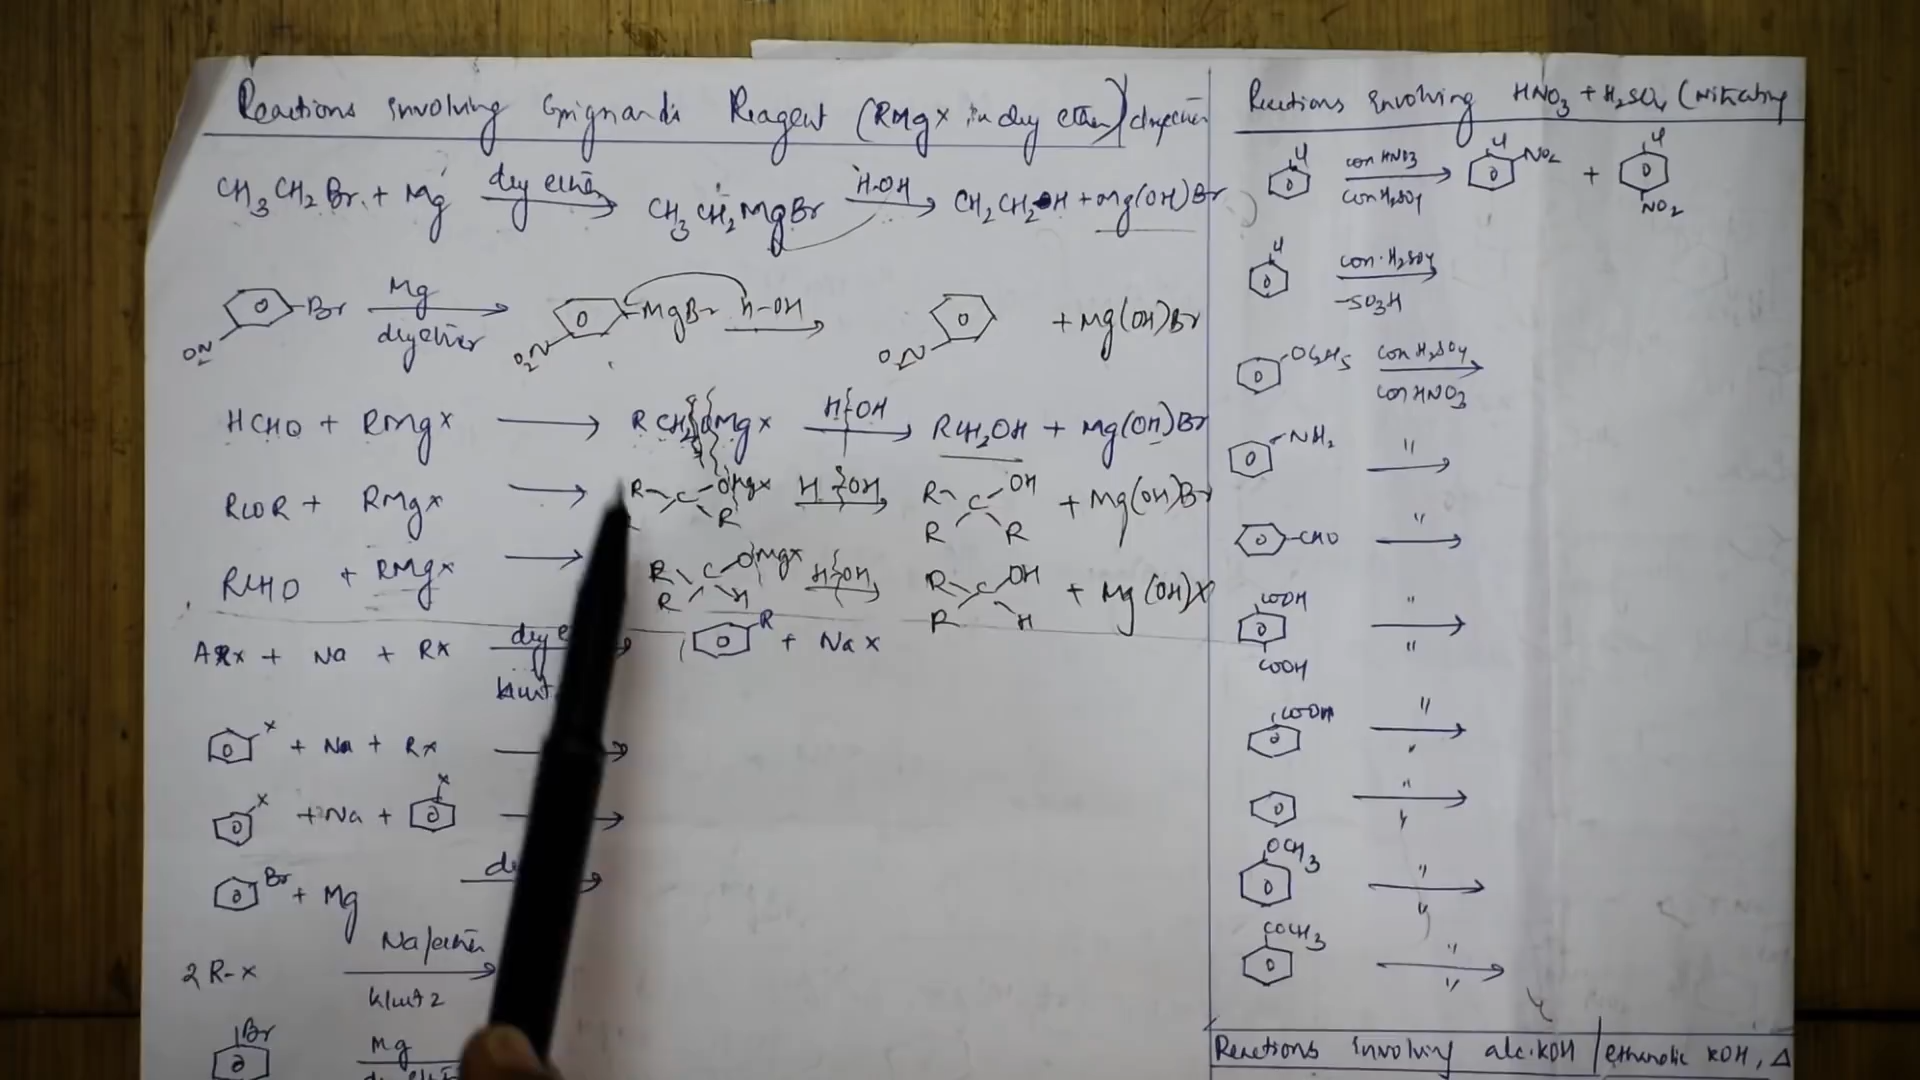 Reactions involving Grignard's Reagent (RMgx in dry ether)
CH3CH2Br + Mg dry ether → CH3CH2MgBr H-OH → CH2CH2OH + Mg(OH)Br
O2N Br Mg dry ether → O2N MgBr H-OH → O2N + Mg(OH)Br
HCHO + RMgx → RCH2OMgx H OH → RCH2OH + Mg(OH)Br
RCOR + RMgx → R C OMgx R H OH → R C OH R R + Mg(OH)Br
RCHO + RMgx → R C OMgx R H H OH → R C OH R H + Mg(OH)X
ARx + Na + Rx → R + Nax
x + Na + Rx →
x + Na + x →
Br + Mg →
2 R-x Na/ether →
Br Mg
Reactions involving HNO3 + H2SO4 (Nitrating
Cl con HNO3 con H2SO4 → Cl NO2 + Cl NO2
Cl con·H2SO4 -SO3H →
OC2H5 con H2SO4 con HNO3 →
NH2 " →
CHO " →
COOH COOH " " →
COOH " " →
" " →
OCH3 " " →
COCH3 " " →
Reactions involving alc.KOH / ethanolic KOH, Δ